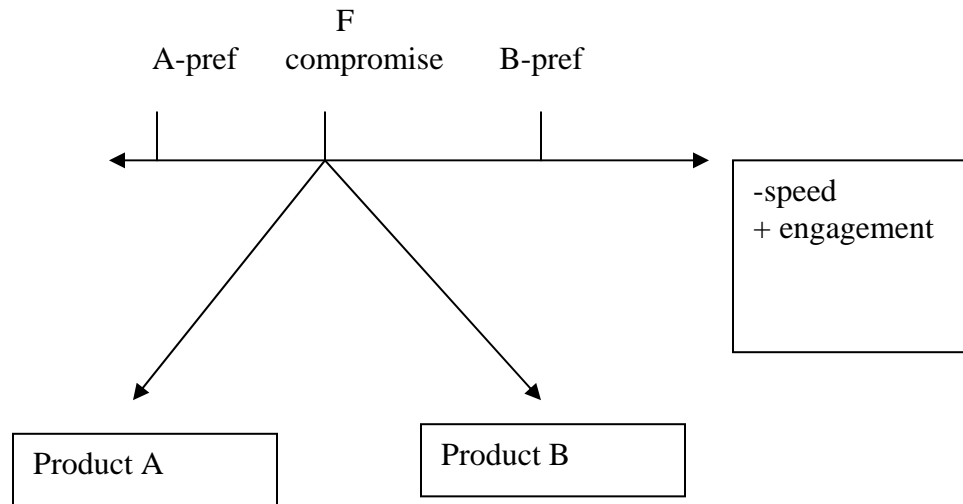 F
A-pref compromise B-pref
-speed
+ engagement
Product A
Product B